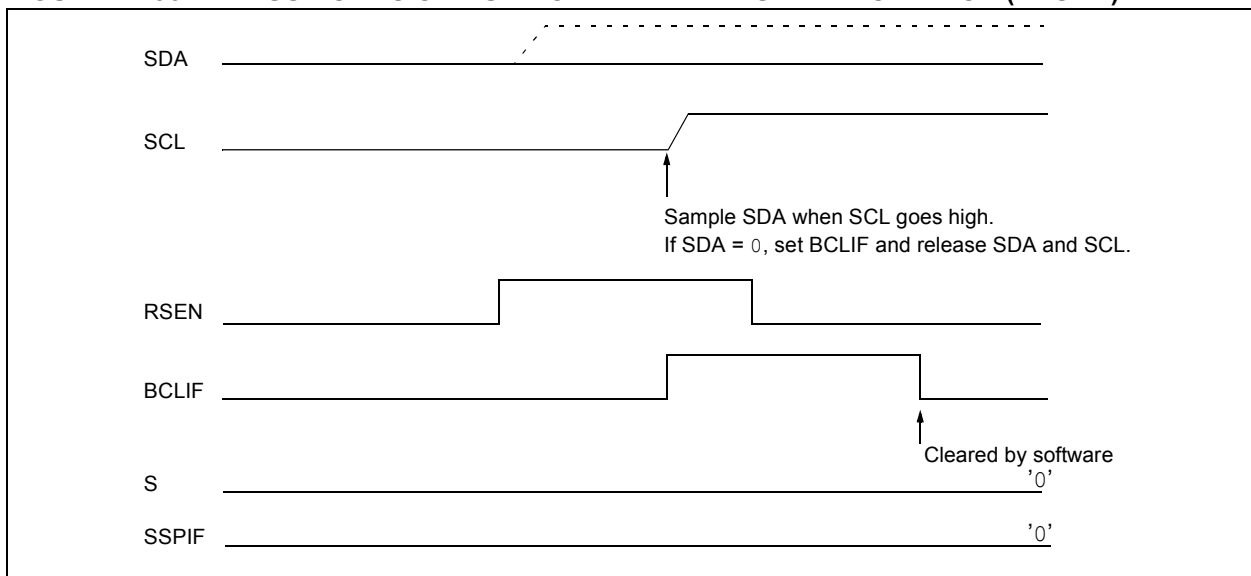 SDA
SCL
Sample SDA when SCL goes high.
If SDA = 0, set BCLIF and release SDA and SCL.
RSEN
BCLIF
Cleared by software
S
'0'
SSPIF
'0'